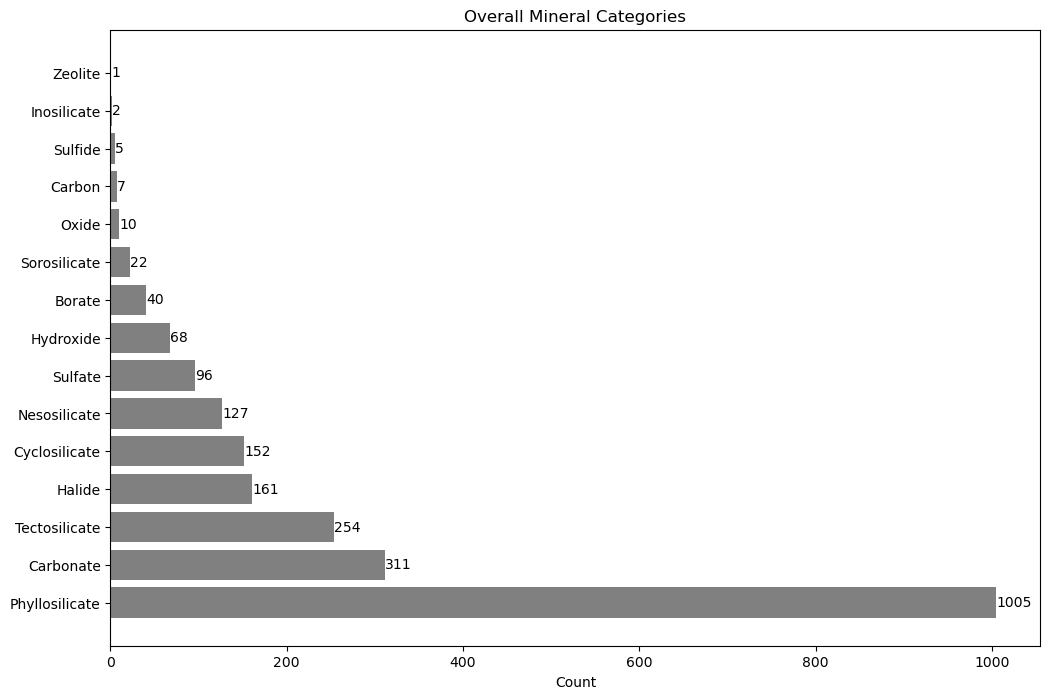 Overall Mineral Categories
Zeolite 1
Inosilicate 2
Sulfide 5
Carbon 7
Oxide 10
Sorosilicate 22
Borate 40
Hydroxide 68
Sulfate 96
Nesosilicate 127
Cyclosilicate 152
Halide 161
Tectosilicate 254
Carbonate 311
Phyllosilicate 1005
0 200 400 600 800 1000
Count